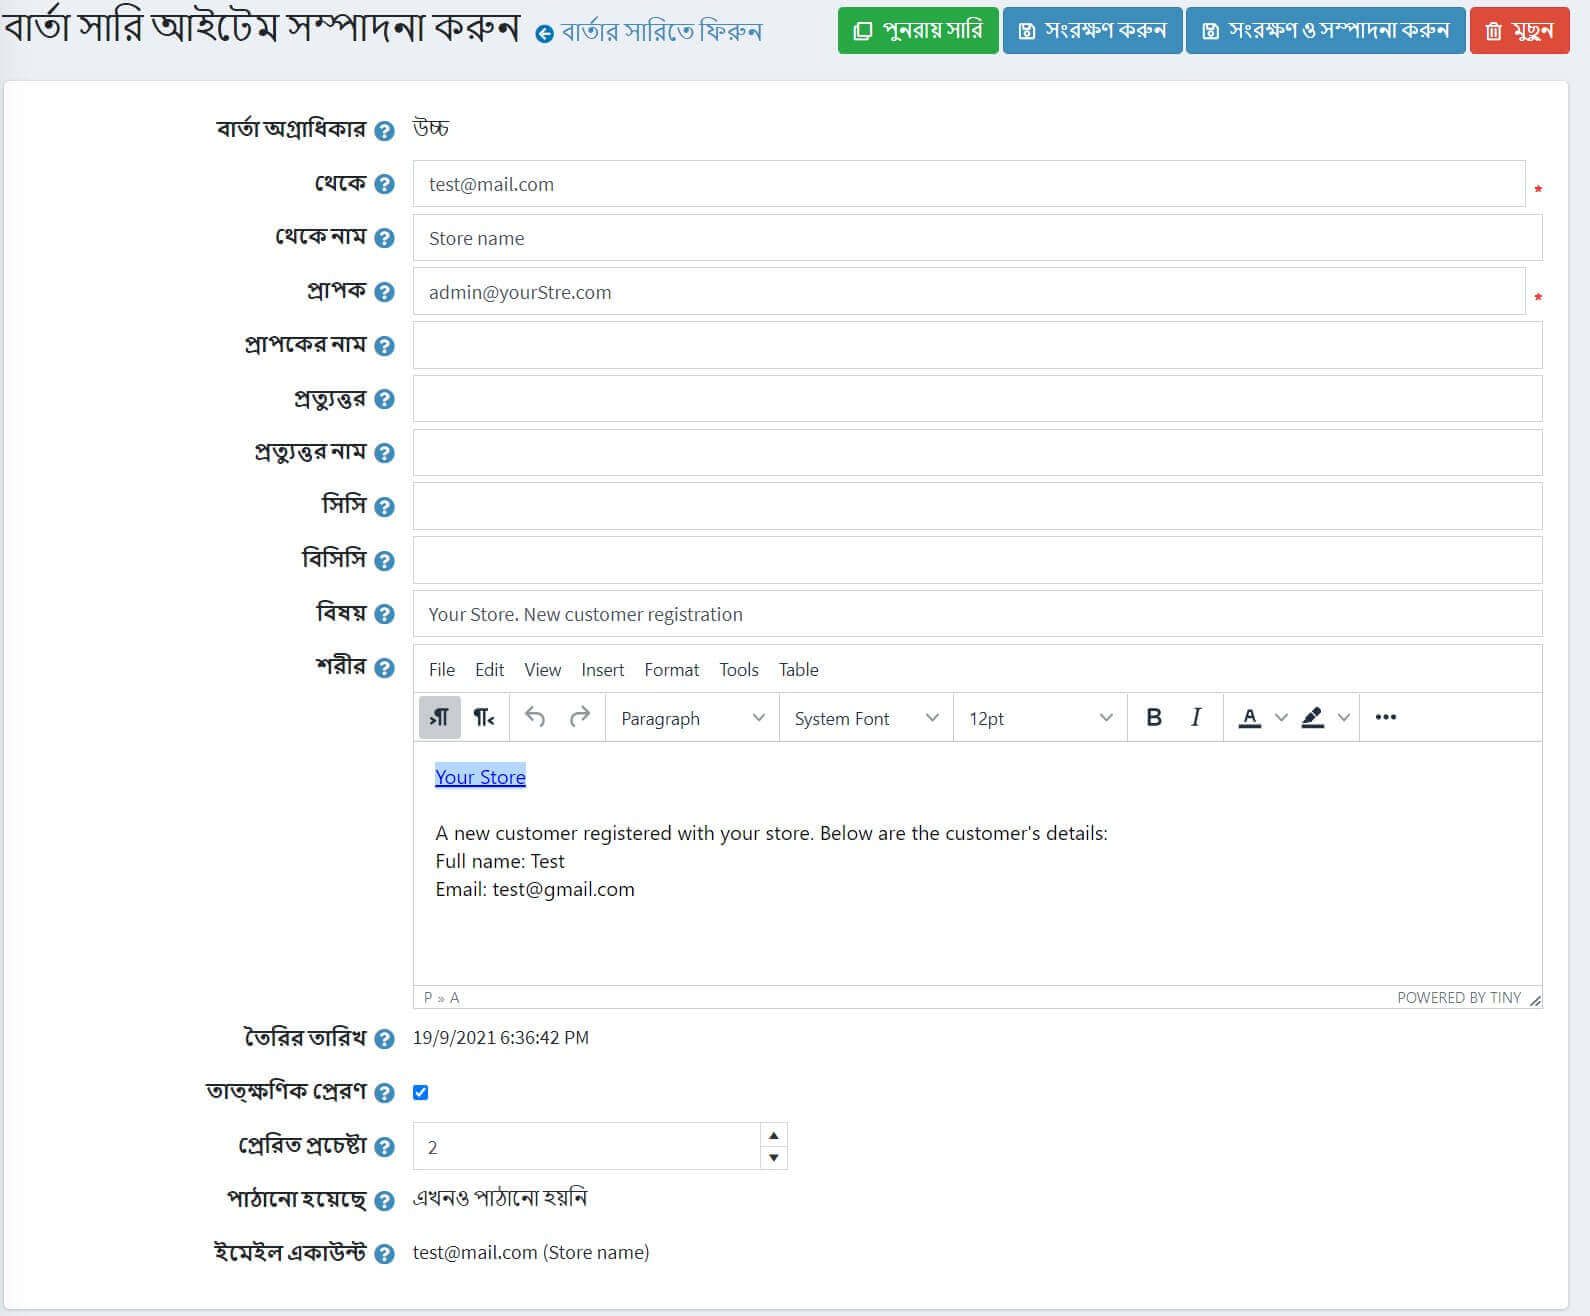 বার্তা সারি আইটেম সম্পাদনা করুন বার্তার সারিতে ফিরুন পুনরায় সারি সংরক্ষণ করুন সংরক্ষণ ও সম্পাদনা করুন মুছুন
বার্তা অগ্রাধিকার ? উচ্চ
থেকে ? test@mail.com *
থেকে নাম ? Store name
প্রাপক ? admin@yourStre.com *
প্রাপকের নাম ?
প্রত্যুত্তর ?
প্রত্যুত্তর নাম ?
সিসি ?
বিসিসি ?
বিষয় ? Your Store. New customer registration
শরীর ? File Edit View Insert Format Tools Table
Paragraph System Font 12pt B I A •••
Your Store
A new customer registered with your store. Below are the customer's details:
Full name: Test
Email: test@gmail.com
P » A POWERED BY TINY
তৈরির তারিখ ? 19/9/2021 6:36:42 PM
তাত্ক্ষণিক প্রেরণ ?
প্রেরিত প্রচেষ্টা ? 2
পাঠানো হয়েছে ? এখনও পাঠানো হয়নি
ইমেইল একাউন্ট ? test@mail.com (Store name)